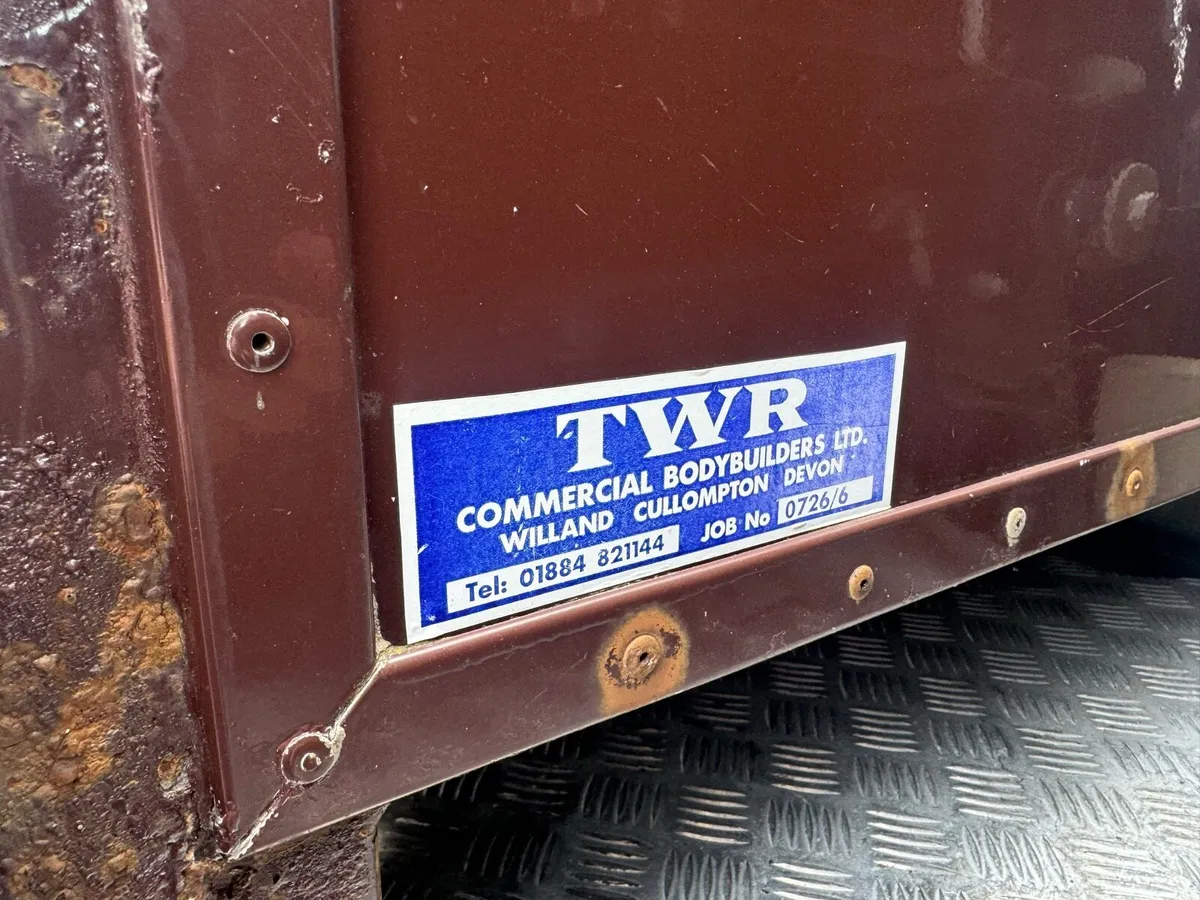 TWR
COMMERCIAL BODYBUILDERS LTD.
WILLAND CULLOMPTON DEVON
Tel: 01884 821144 JOB No 0726/6